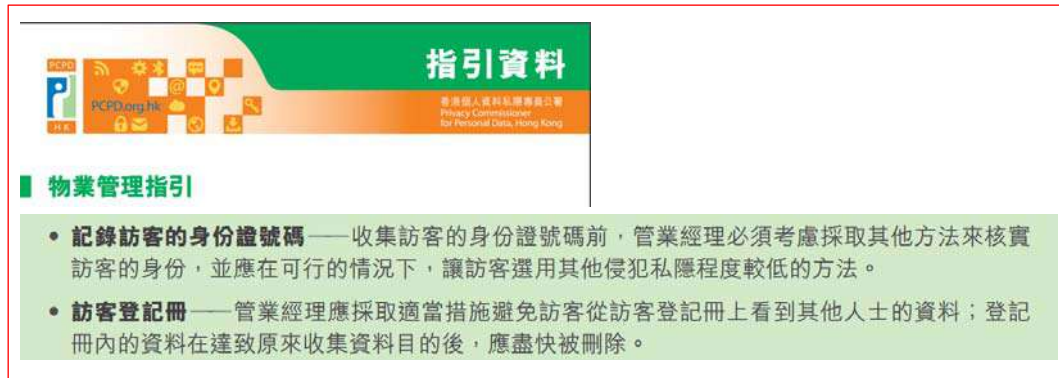 PCPD
PCPD.org.hk
HK
指引資料
香港個人資料私隱專員公署
Privacy Commissioner
for Personal Data, Hong Kong
物業管理指引
• 記錄訪客的身份證號碼——收集訪客的身份證號碼前，管業經理必須考慮採取其他方法來核實
訪客的身份，並應在可行的情況下，讓訪客選用其他侵犯私隱程度較低的方法。
• 訪客登記冊——管業經理應採取適當措施避免訪客從訪客登記冊上看到其他人士的資料；登記
冊內的資料在達致原來收集資料目的後，應盡快被刪除。